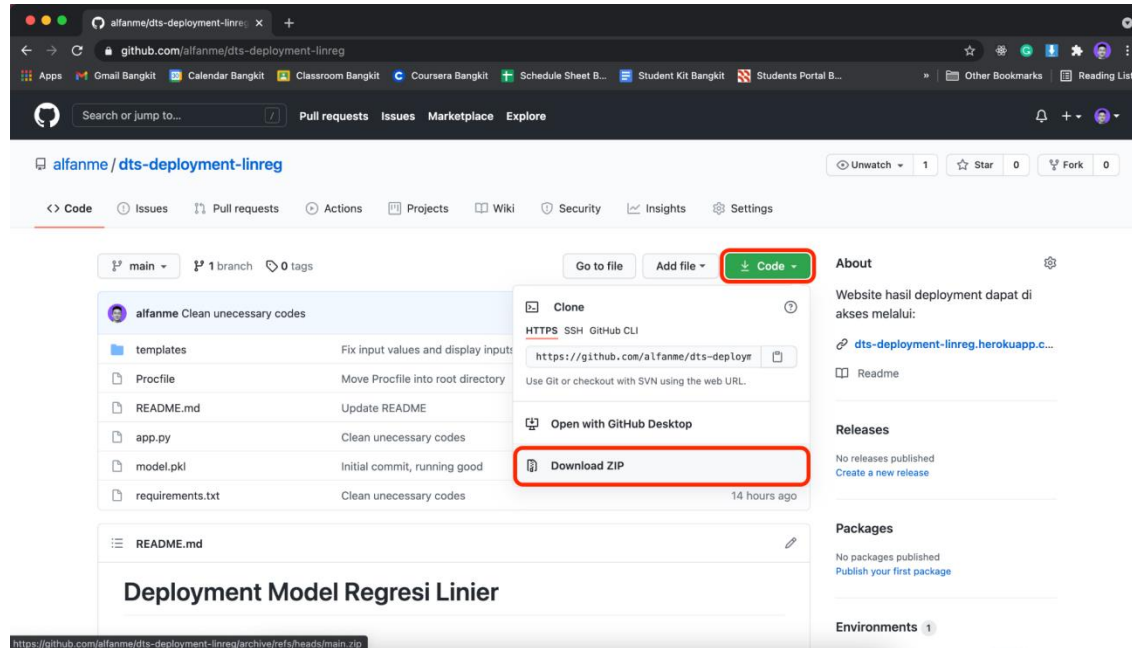 alfanme/dts-deployment-linreg
github.com/alfanme/dts-deployment-linreg
Apps Gmail Bangkit Calendar Bangkit Classroom Bangkit Coursera Bangkit Schedule Sheet B... Student Kit Bangkit Students Portal B... » Other Bookmarks Reading List
Search or jump to... / Pull requests Issues Marketplace Explore
alfanme / dts-deployment-linreg
Unwatch 1 Star 0 Fork 0
<> Code Issues Pull requests Actions Projects Wiki Security Insights Settings
main 1 branch 0 tags Go to file Add file Code
alfanme Clean unecessary codes
templates Fix input values and display inputs
Procfile Move Procfile into root directory
README.md Update README
app.py Clean unecessary codes
model.pkl Initial commit, running good
requirements.txt Clean unecessary codes 14 hours ago
Clone
HTTPS SSH GitHub CLI
https://github.com/alfanme/dts-deploym
Use Git or checkout with SVN using the web URL.
Open with GitHub Desktop
Download ZIP
README.md
Deployment Model Regresi Linier
About
Website hasil deployment dapat di
akses melalui:
dts-deployment-linreg.herokuapp.c...
Readme
Releases
No releases published
Create a new release
Packages
No packages published
Publish your first package
Environments 1
https://github.com/alfanme/dts-deployment-linreg/archive/refs/heads/main.zip